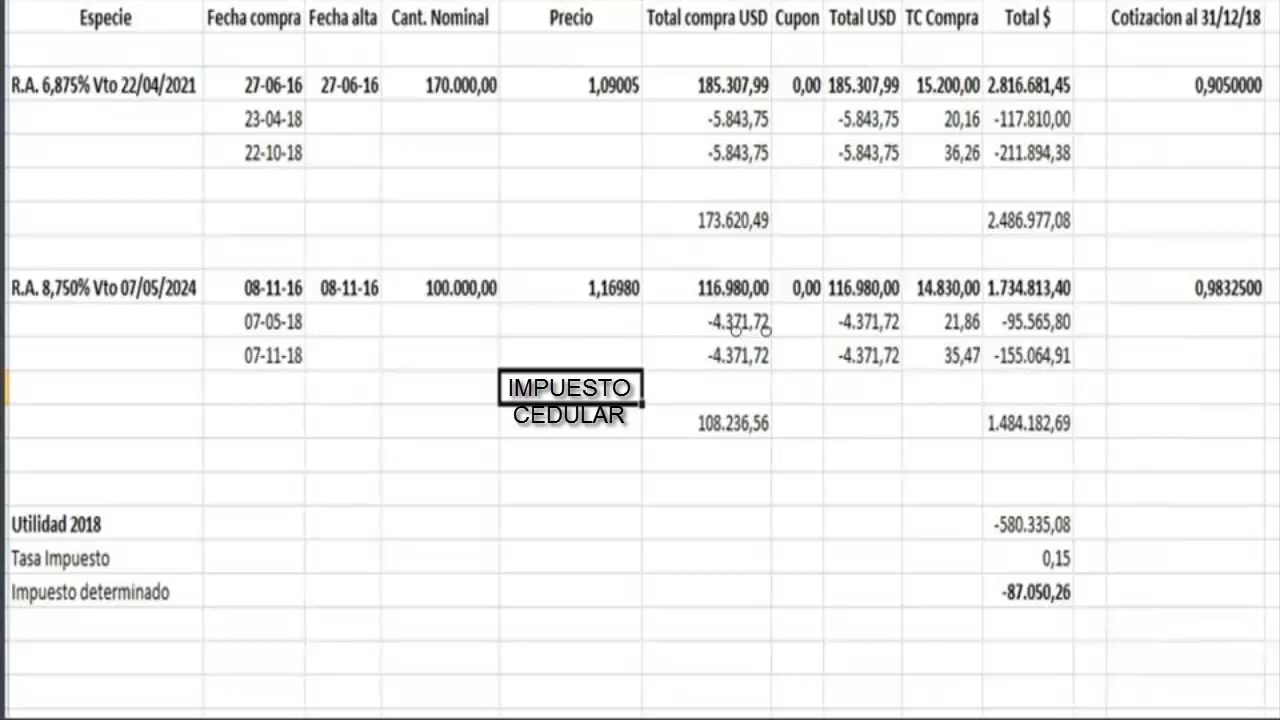 Especie Fecha compra Fecha alta Cant. Nominal Precio Total compra USD Cupon Total USD TC Compra Total $ Cotizacion al 31/12/18
R.A. 6,875% Vto 22/04/2021 27-06-16 27-06-16 170.000,00 1,09005 185.307,99 0,00 185.307,99 15.200,00 2.816.681,45 0,9050000
23-04-18 -5.843,75 -5.843,75 20,16 -117.810,00
22-10-18 -5.843,75 -5.843,75 36,26 -211.894,38
173.620,49 2.486.977,08
R.A. 8,750% Vto 07/05/2024 08-11-16 08-11-16 100.000,00 1,16980 116.980,00 0,00 116.980,00 14.830,00 1.734.813,40 0,9832500
07-05-18 -4.371,72 -4.371,72 21,86 -95.565,80
07-11-18 -4.371,72 -4.371,72 35,47 -155.064,91
IMPUESTO
CEDULAR
108.236,56 1.484.182,69
Utilidad 2018 -580.335,08
Tasa Impuesto 0,15
Impuesto determinado -87.050,26